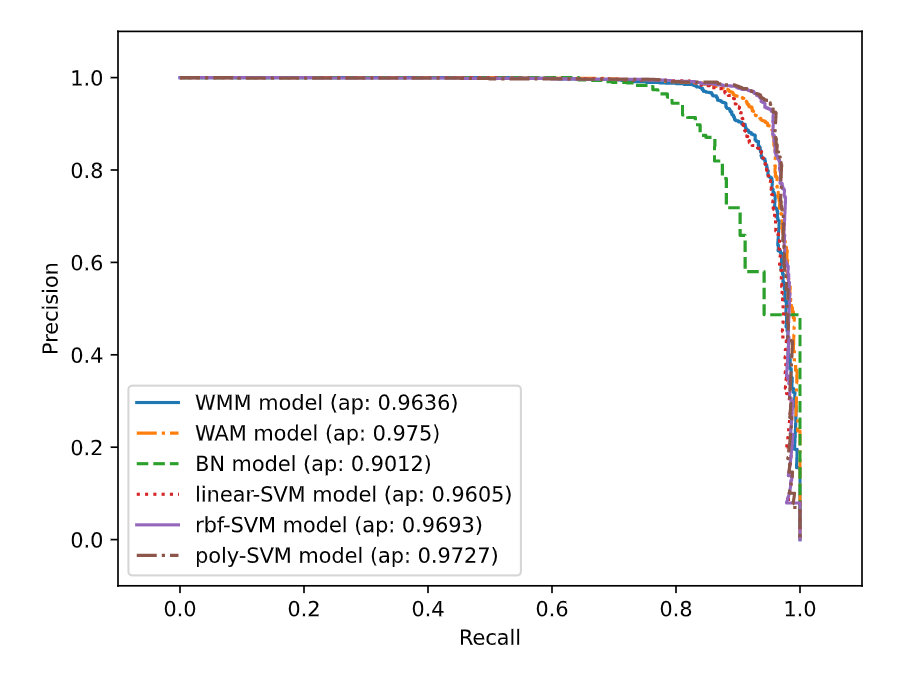 1.0
0.8
0.6
0.4
0.2
0.0
Precision
WMM model (ap: 0.9636)
WAM model (ap: 0.975)
BN model (ap: 0.9012)
linear-SVM model (ap: 0.9605)
rbf-SVM model (ap: 0.9693)
poly-SVM model (ap: 0.9727)
0.0 0.2 0.4 0.6 0.8 1.0
Recall